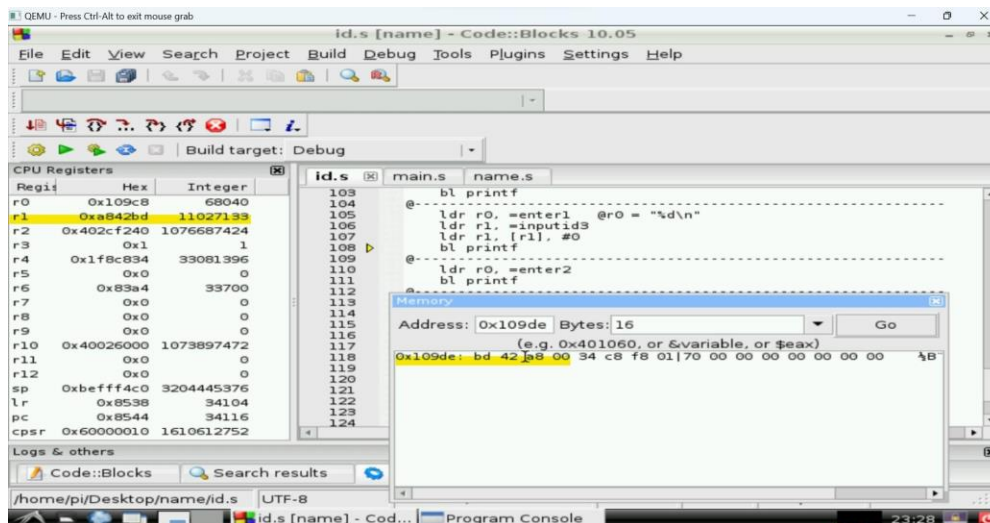 QEMU - Press Ctrl-Alt to exit mouse grab
id.s [name] - Code::Blocks 10.05
File Edit View Search Project Build Debug Tools Plugins Settings Help
Build target: Debug
CPU Registers
Regis Hex Integer
r0 0x109c8 68040
r1 0xa842bd 11027133
r2 0x402cf240 1076687424
r3 0x1 1
r4 0x1f8c834 33081396
r5 0x0 0
r6 0x83a4 33700
r7 0x0 0
r8 0x0 0
r9 0x0 0
r10 0x40026000 1073897472
r11 0x0 0
r12 0x0 0
sp 0xbefff4c0 3204445376
lr 0x8538 34104
pc 0x8544 34116
cpsr 0x60000010 1610612752
id.s main.s name.s
103 bl printf
104 @---------------
105 ldr r0, =enter1 @r0 = "%d\n"
106 ldr r1, =inputid3
107 ldr r1, [r1], #0
108 bl printf
109 @---------------
110 ldr r0, =enter2
111 bl printf
112
113
114
115
116
117
118
119
120
121
122
123
124
Memory
Address: 0x109de Bytes: 16 Go
(e.g. 0x401060, or &variable, or $eax)
0x109de: bd 42 a8 00 34 c8 f8 01|70 00 00 00 00 00 00 00 ½B
Logs & others
Code::Blocks Search results
/home/pi/Desktop/name/id.s UTF-8
id.s [name] - Cod... Program Console 23:28